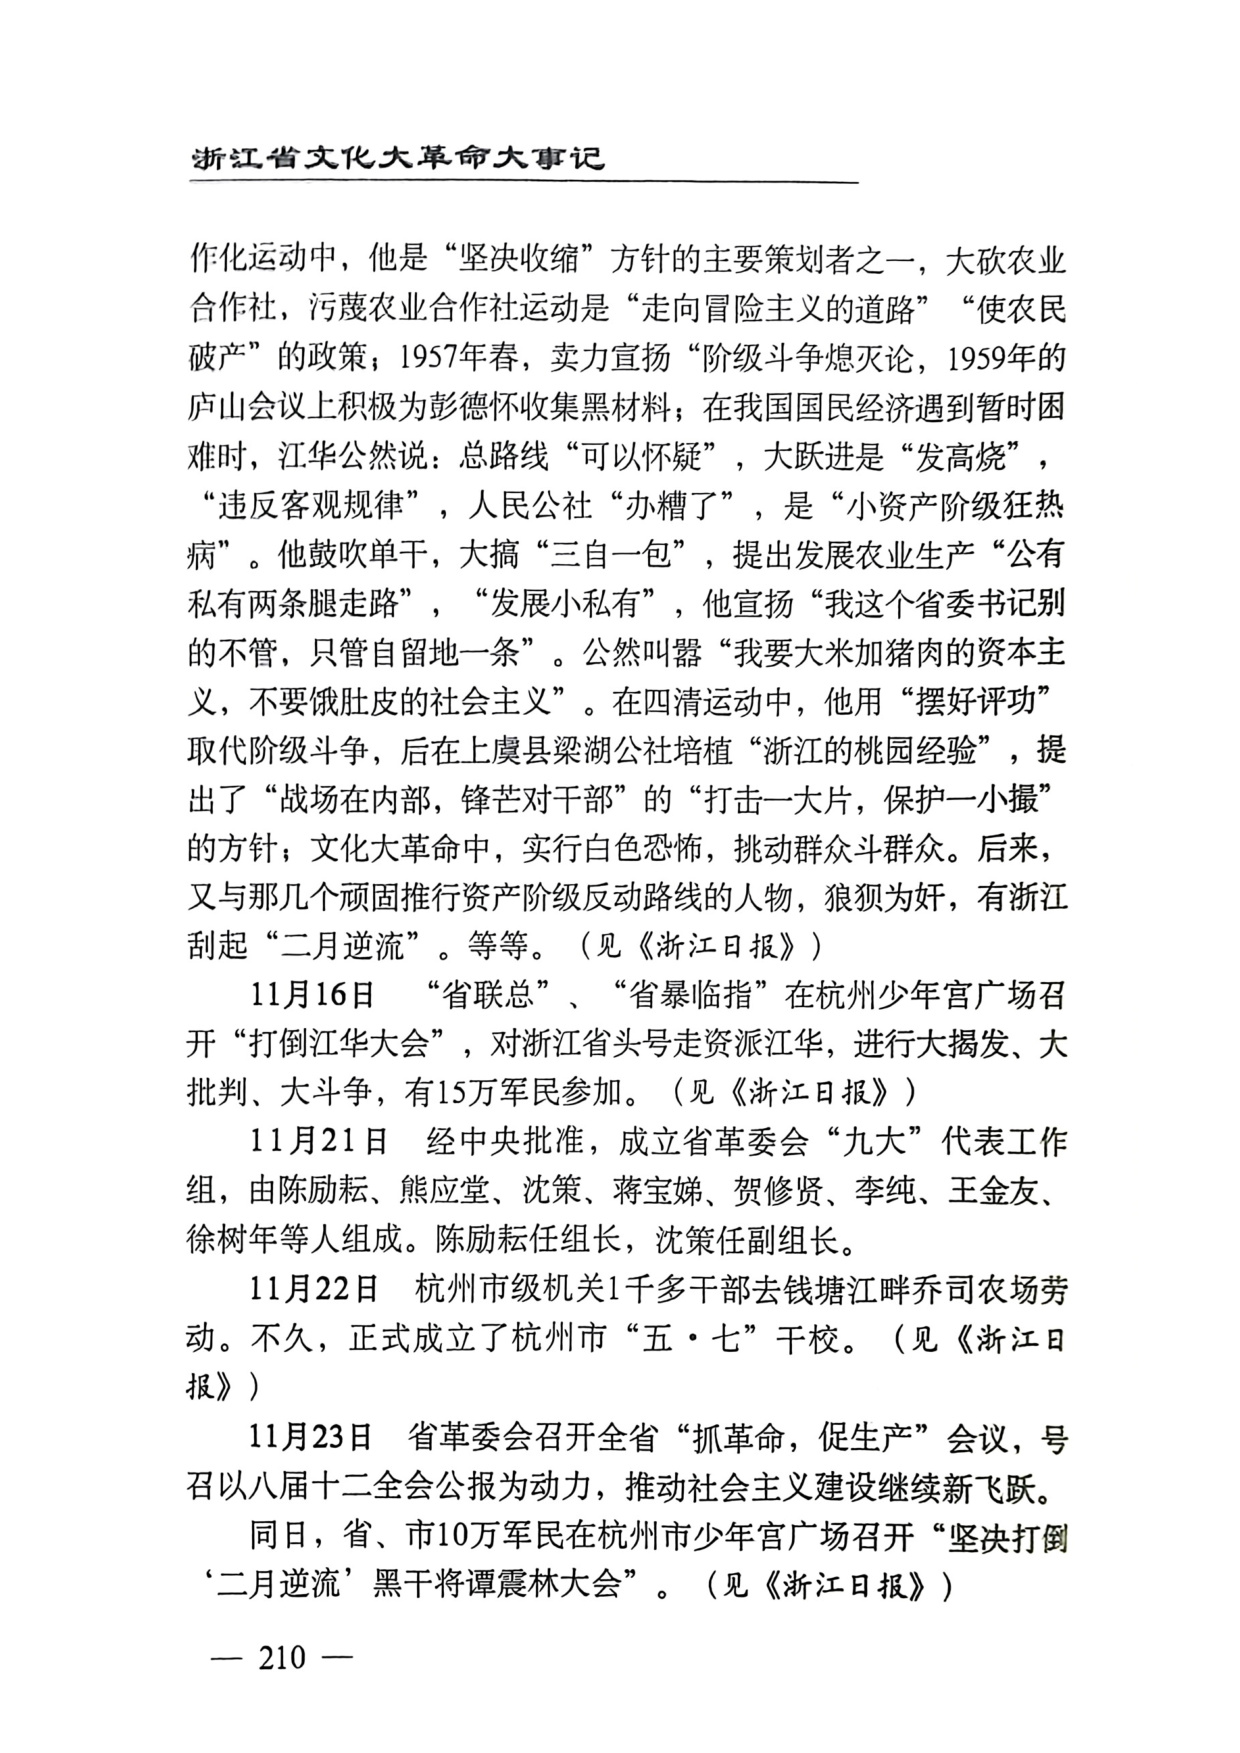 浙江省文化大革命大事记
作化运动中，他是“坚决收缩”方针的主要策划者之一，大砍农业
合作社，污蔑农业合作社运动是“走向冒险主义的道路”“使农民
破产”的政策；1957年春，卖力宣扬“阶级斗争熄灭论，1959年的
庐山会议上积极为彭德怀收集黑材料；在我国国民经济遇到暂时困
难时，江华公然说：总路线“可以怀疑”，大跃进是“发高烧”，
“违反客观规律”，人民公社“办糟了”，是“小资产阶级狂热
病”。他鼓吹单干，大搞“三自一包”，提出发展农业生产“公有
私有两条腿走路”，“发展小私有”，他宣扬“我这个省委书记别
的不管，只管自留地一条”。公然叫嚣“我要大米加猪肉的资本主
义，不要饿肚皮的社会主义”。在四清运动中，他用“摆好评功”
取代阶级斗争，后在上虞县梁湖公社培植“浙江的桃园经验”，提
出了“战场在内部，锋芒对干部”的“打击一大片，保护一小撮”
的方针；文化大革命中，实行白色恐怖，挑动群众斗群众。后来，
又与那几个顽固推行资产阶级反动路线的人物，狼狈为奸，有浙江
刮起“二月逆流”。等等。（见《浙江日报》）
11月16日　“省联总”、“省暴临指”在杭州少年宫广场召
开“打倒江华大会”，对浙江省头号走资派江华，进行大揭发、大
批判、大斗争，有15万军民参加。（见《浙江日报》）
11月21日　经中央批准，成立省革委会“九大”代表工作
组，由陈励耘、熊应堂、沈策、蒋宝娣、贺修贤、李纯、王金友、
徐树年等人组成。陈励耘任组长，沈策任副组长。
11月22日　杭州市级机关1千多干部去钱塘江畔乔司农场劳
动。不久，正式成立了杭州市“五·七”干校。（见《浙江日
报》）
11月23日　省革委会召开全省“抓革命，促生产”会议，号
召以八届十二全会公报为动力，推动社会主义建设继续新飞跃。
同日，省、市10万军民在杭州市少年宫广场召开“坚决打倒
‘二月逆流’黑干将谭震林大会”。（见《浙江日报》）
— 210 —